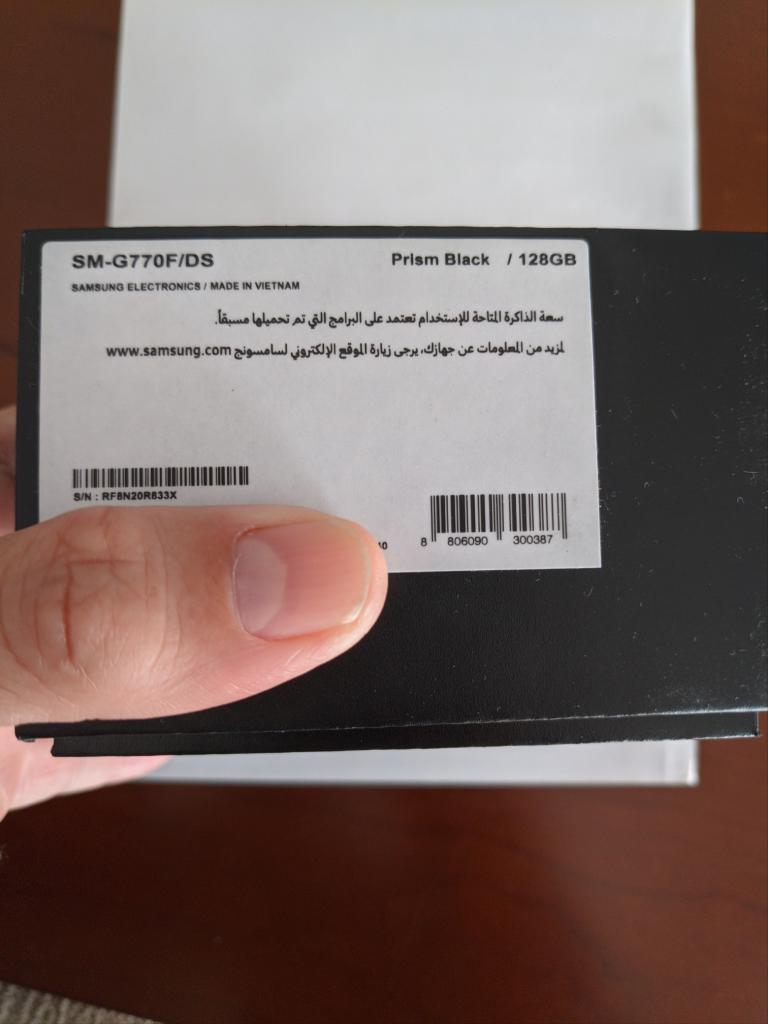 SM-G770F/DS
Prism Black / 128GB
SAMSUNG ELECTRONICS / MADE IN VIETNAM
سعة الذاكرة المتاحة للإستخدام تعتمد على البرامج التي تم تحميلها مسبقاً.
لمزيد من المعلومات عن جهازك، يرجى زيارة الموقع الإلكتروني لسامسونج www.samsung.com
S/N : RF8N20R833X
8 806090 300387